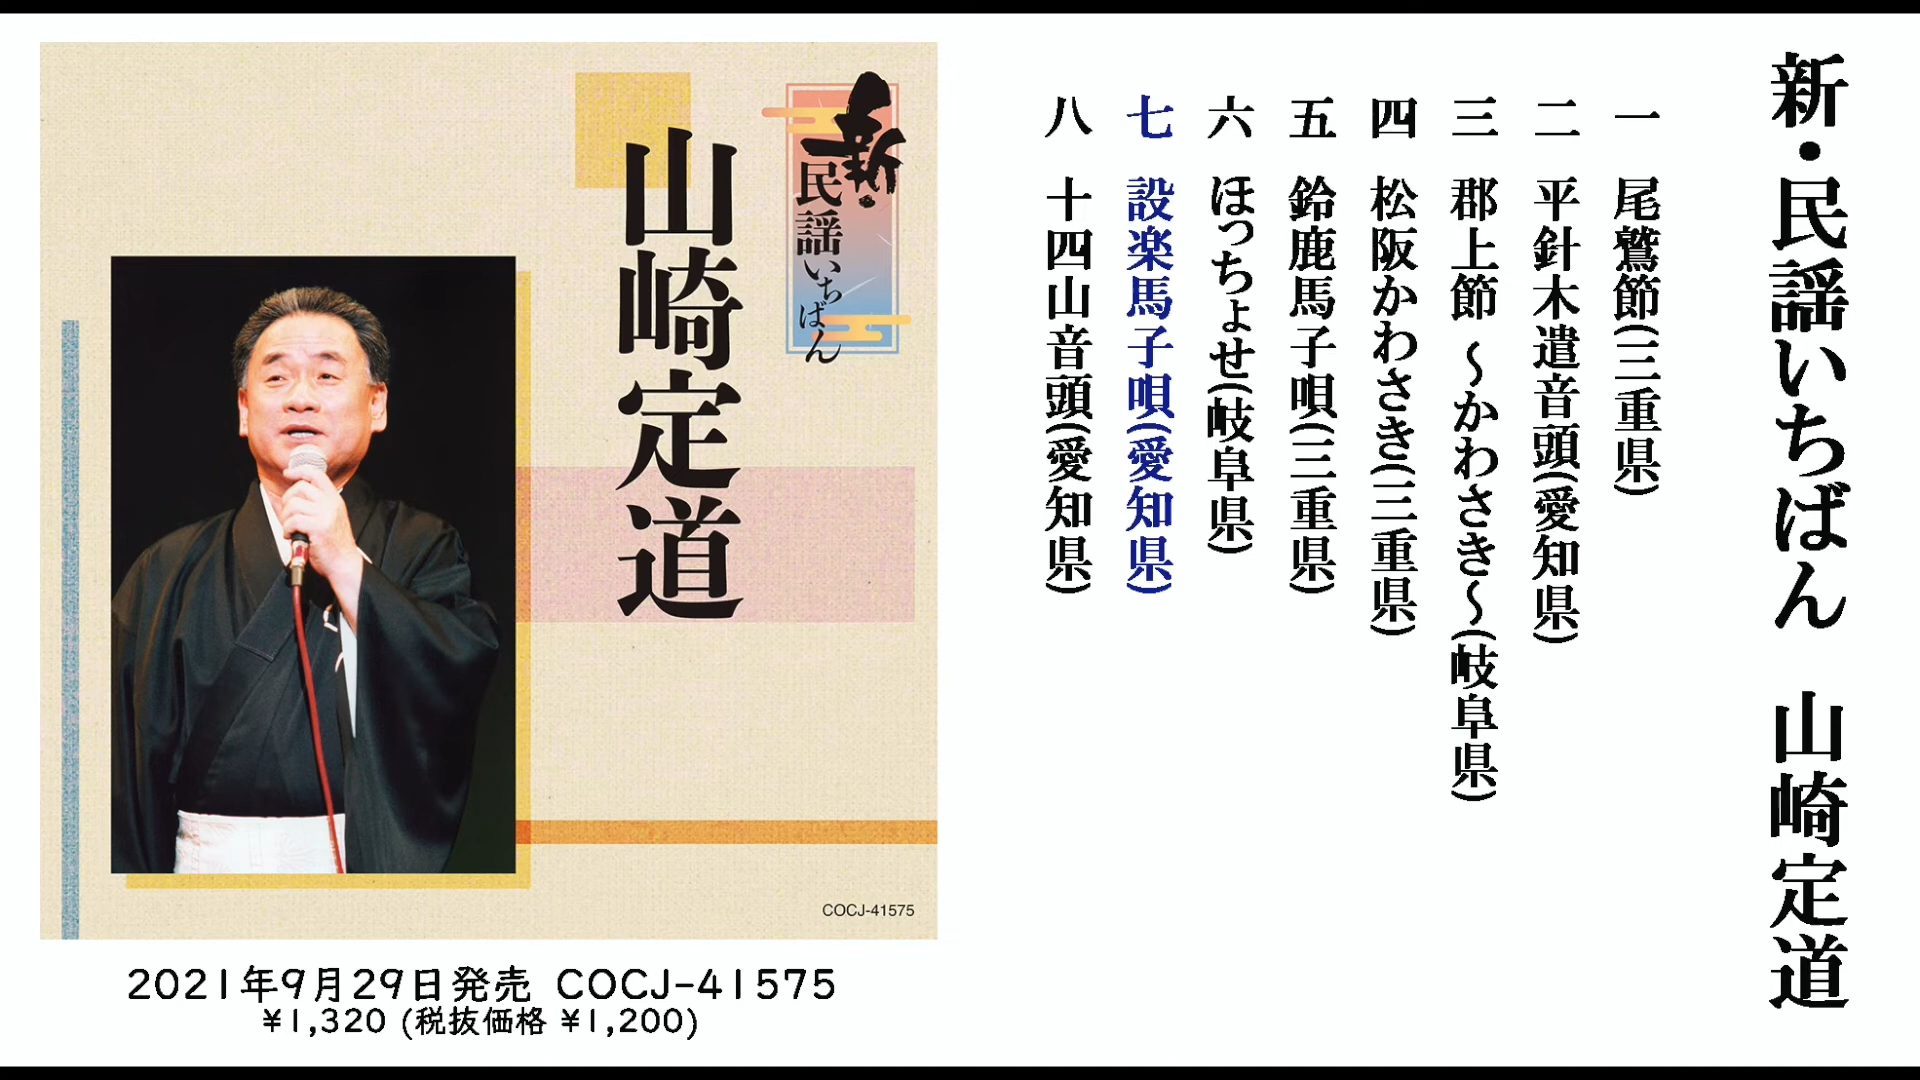 新・民謡いちばん 山崎定道
一 尾鷲節(三重県)
二 平針木遣音頭(愛知県)
三 郡上節 ～かわさき～(岐阜県)
四 松阪かわさき(三重県)
五 鈴鹿馬子唄(三重県)
六 ほっちょせ(岐阜県)
七 設楽馬子唄(愛知県)
八 十四山音頭(愛知県)
新・民謡いちばん
山崎定道
COCJ-41575
2021年9月29日発売 COCJ-41575
¥1,320 (税抜価格 ¥1,200)